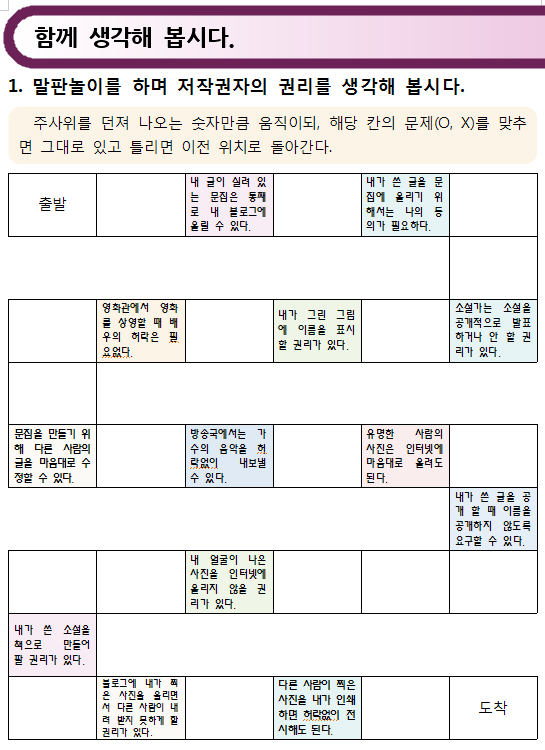 함께 생각해 봅시다.
1. 말판놀이를 하며 저작권자의 권리를 생각해 봅시다.
주사위를 던져 나오는 숫자만큼 움직이되, 해당 칸의 문제(O, X)를 맞추
면 그대로 있고 틀리면 이전 위치로 돌아간다.
출발
내 글이 실려 있
는 문집은 통째
로 내 블로그에
올릴 수 있다.
내가 쓴 글을 문
집에 올리기 위
해서는 나의 동
의가 필요하다.
영화관에서 영화
를 상영할 때 배
우의 허락은 필
요없다.
내가 그린 그림
에 이름을 표시
할 권리가 있다.
소설가는 소설을
공개적으로 발표
하거나 안 할 권
리가 있다.
문집을 만들기 위
해 다른 사람의
글을 마음대로 수
정할 수 있다.
방송국에서는 가
수의 음악을 허
락없이 내보낼
수 있다.
유명한 사람의
사진은 인터넷에
마음대로 올려도
된다.
내가 쓴 글을 공
개 할 때 이름을
공개하지 않도록
요구할 수 있다.
내 얼굴이 나온
사진을 인터넷에
올리지 않을 권
리가 있다.
내가 쓴 소설을
책으로 만들어
팔 권리가 있다.
블로그에 내가 찍
은 사진을 올리면
서 다른 사람이 내
려 받지 못하게 할
권리가 있다.
다른 사람이 찍은
사진을 내가 인쇄
하면 허락없이 전
시해도 된다.
도착